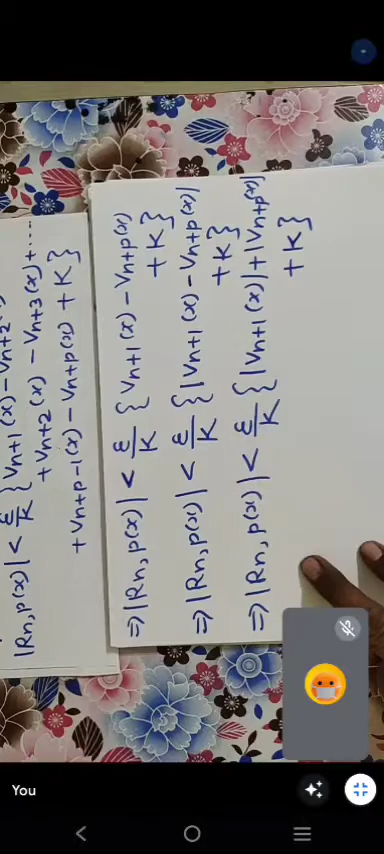 |Rn,p(x)| < ε/K { Vn+1(x) - Vn+2
+ Vn+2(x) - Vn+3(x) + ....
+ Vn+p-1(x) - Vn+p(x) + K }
⇒ |Rn,p(x)| < ε/K { Vn+1(x) - Vn+p(x)
+ K }
⇒ |Rn,p(x)| < ε/K { |Vn+1(x) - Vn+p(x)|
+ K }
⇒ |Rn,p(x)| < ε/K { |Vn+1(x)| + |Vn+p(x)|
+ K }
You